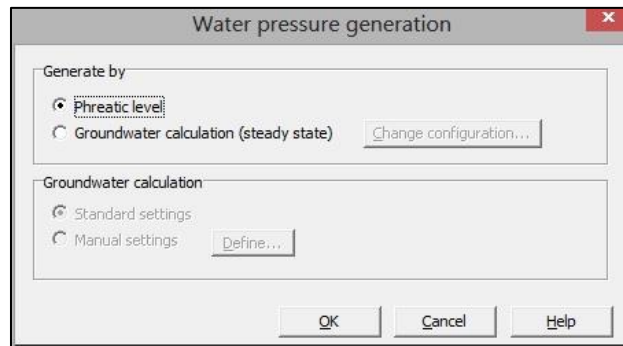 Water pressure generation
x
Generate by
Phreatic level
Groundwater calculation (steady state) Change configuration...
Groundwater calculation
Standard settings
Manual settings Define...
OK Cancel Help